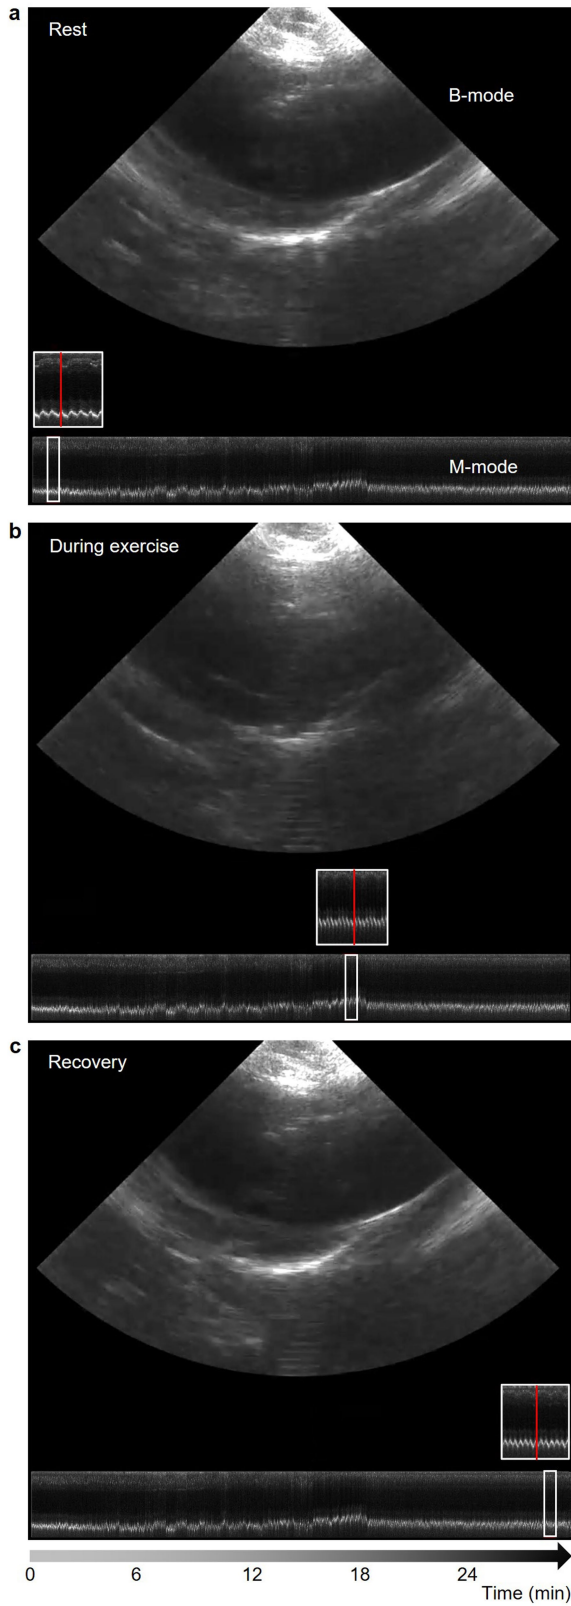 a
Rest
B-mode
M-mode
b
During exercise
c
Recovery
0 6 12 18 24
Time (min)